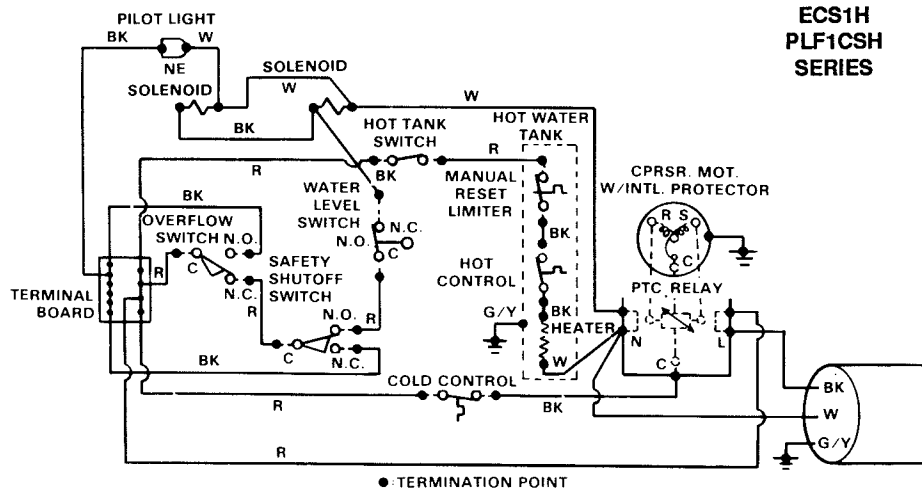 ECS1H
PLF1CSH
SERIES
PILOT LIGHT
BK
W
NE
SOLENOID
SOLENOID
W
BK
W
HOT TANK
SWITCH
HOT WATER
TANK
R
R
BK
BK
WATER
LEVEL
SWITCH
MANUAL
RESET
LIMITER
CPRSR. MOT.
W/INTL. PROTECTOR
R S
C
OVERFLOW
SWITCH
N.O.
N.O.
N.C.
C
BK
C
R
N.C.
SAFETY
SHUTOFF
SWITCH
HOT
CONTROL
PTC RELAY
TERMINAL
BOARD
R
N.O.
R
G/Y
BK
HEATER
N
L
C
N.C.
W
C
BK
COLD CONTROL
R
BK
BK
W
G/Y
R
●:TERMINATION POINT